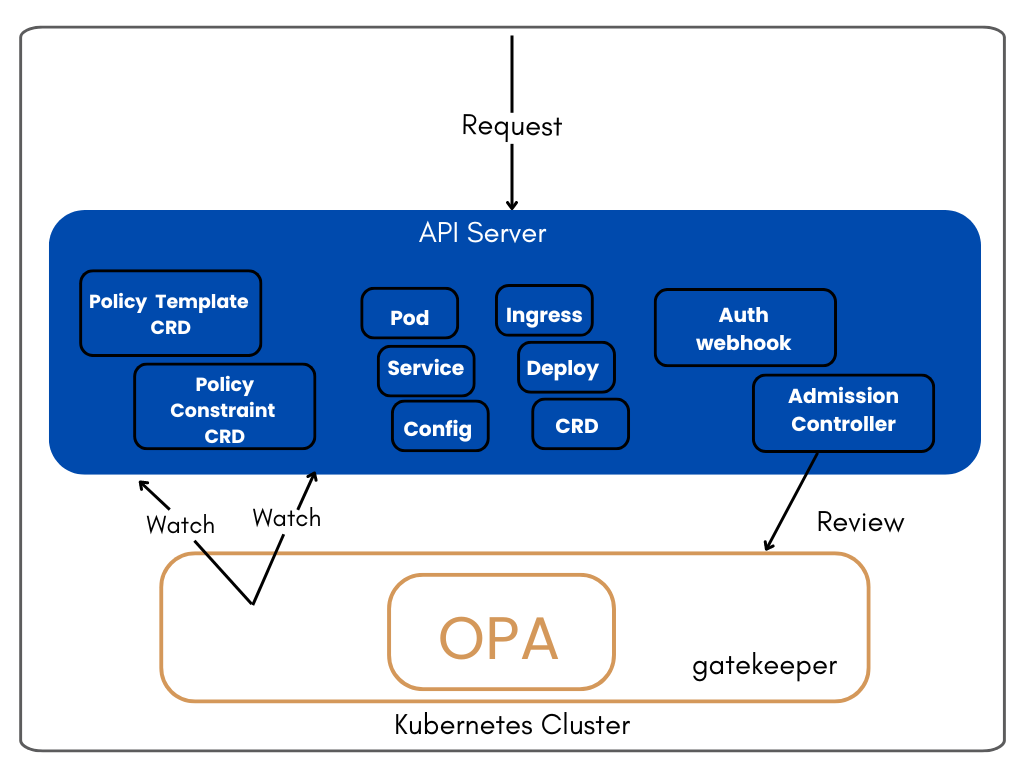 Request
API Server
Policy Template
CRD
Policy
Constraint
CRD
Pod
Service
Config
Ingress
Deploy
CRD
Auth
webhook
Admission
Controller
Watch
Watch
Review
OPA
gatekeeper
Kubernetes Cluster